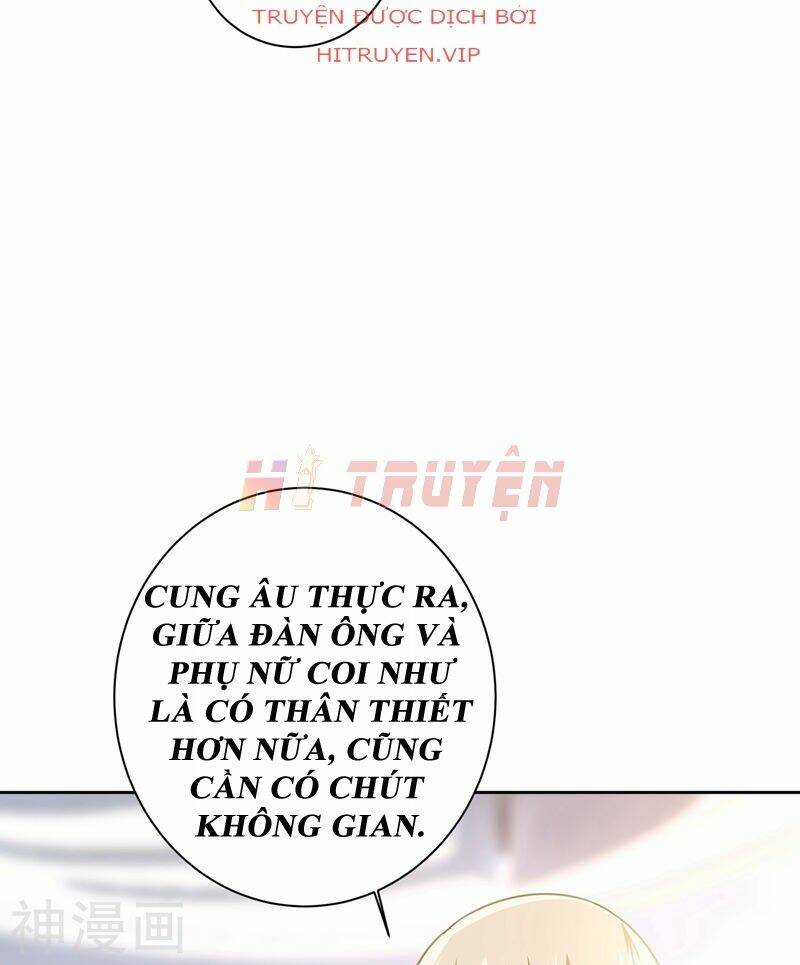 TRUYỆN ĐƯỢC DỊCH BỞI
HITRUYEN.VIP
HI TRUYỆN
CUNG ÂU THỰC RA,
GIỮA ĐÀN ÔNG VÀ
PHỤ NỮ COI NHƯ
LÀ CÓ THÂN THIẾT
HƠN NỮA, CŨNG
CẦN CÓ CHÚT
KHÔNG GIAN.
神漫画